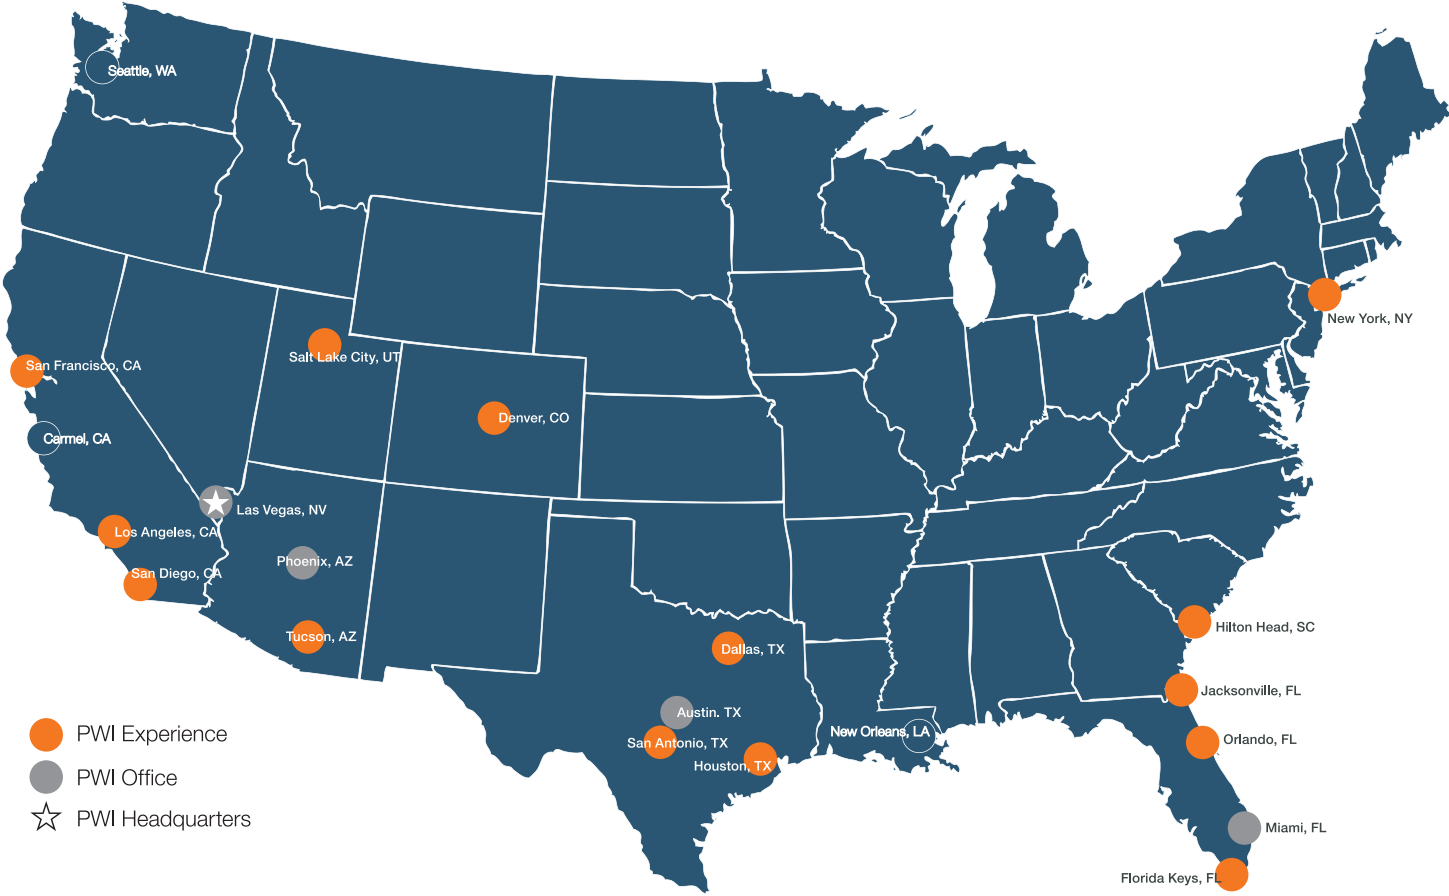 Seattle, WA
New York, NY
Salt Lake City, UT
San Francisco, CA
Denver, CO
Carmel, CA
Las Vegas, NV
Los Angeles, CA
Phoenix, AZ
San Diego, CA
Hilton Head, SC
Tucson, AZ
Dallas, TX
Jacksonville, FL
Austin. TX
New Orleans, LA
PWI Experience
San Antonio, TX
Orlando, FL
Houston, TX
PWI Office
PWI Headquarters
Miami, FL
Florida Keys, FL